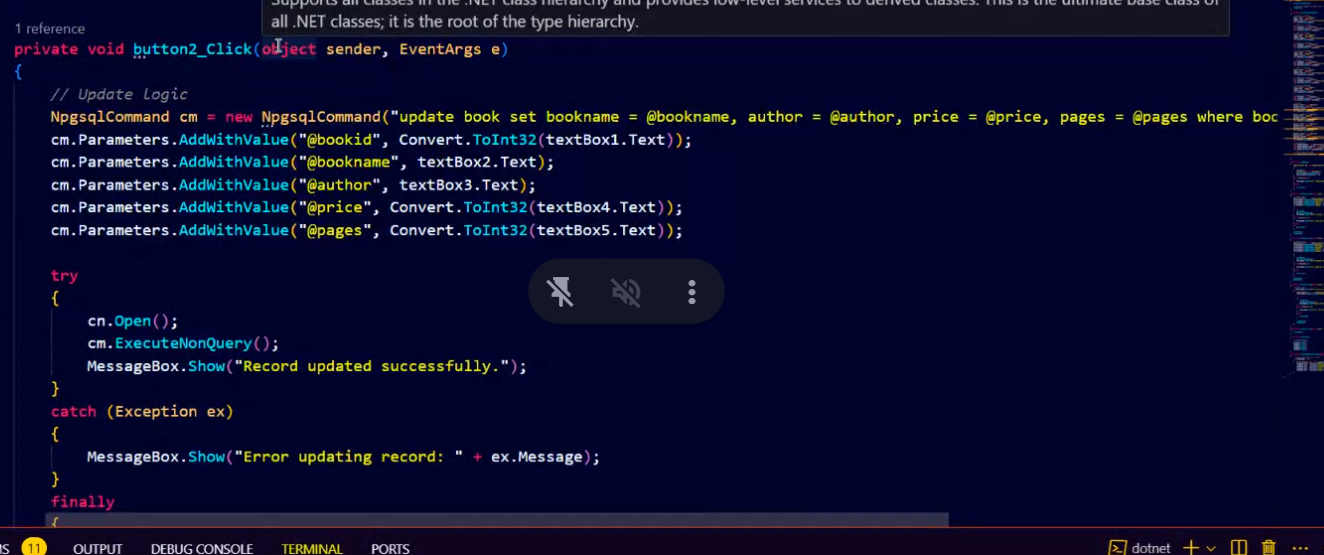 Supports all classes in the .NET class hierarchy and provides low-level services to derived classes. This is the ultimate base class of
all .NET classes; it is the root of the type hierarchy.
1 reference
private void button2_Click(object sender, EventArgs e)
{
// Update Logic
NpgsqlCommand cm = new NpgsqlCommand("update book set bookname = @bookname, author = @author, price = @price, pages = @pages where boo
cm.Parameters.AddWithValue("@bookid", Convert.ToInt32(textBox1.Text));
cm.Parameters.AddWithValue("@bookname", textBox2.Text);
cm.Parameters.AddWithValue("@author", textBox3.Text);
cm.Parameters.AddWithValue("@price", Convert.ToInt32(textBox4.Text));
cm.Parameters.AddWithValue("@pages", Convert.ToInt32(textBox5.Text));
try
{
cn.Open();
cm.ExecuteNonQuery();
MessageBox.Show("Record updated successfully.");
}
catch (Exception ex)
{
MessageBox.Show("Error updating record: " + ex.Message);
}
finally
{
MS 11 OUTPUT DEBUG CONSOLE TERMINAL PORTS dotnet